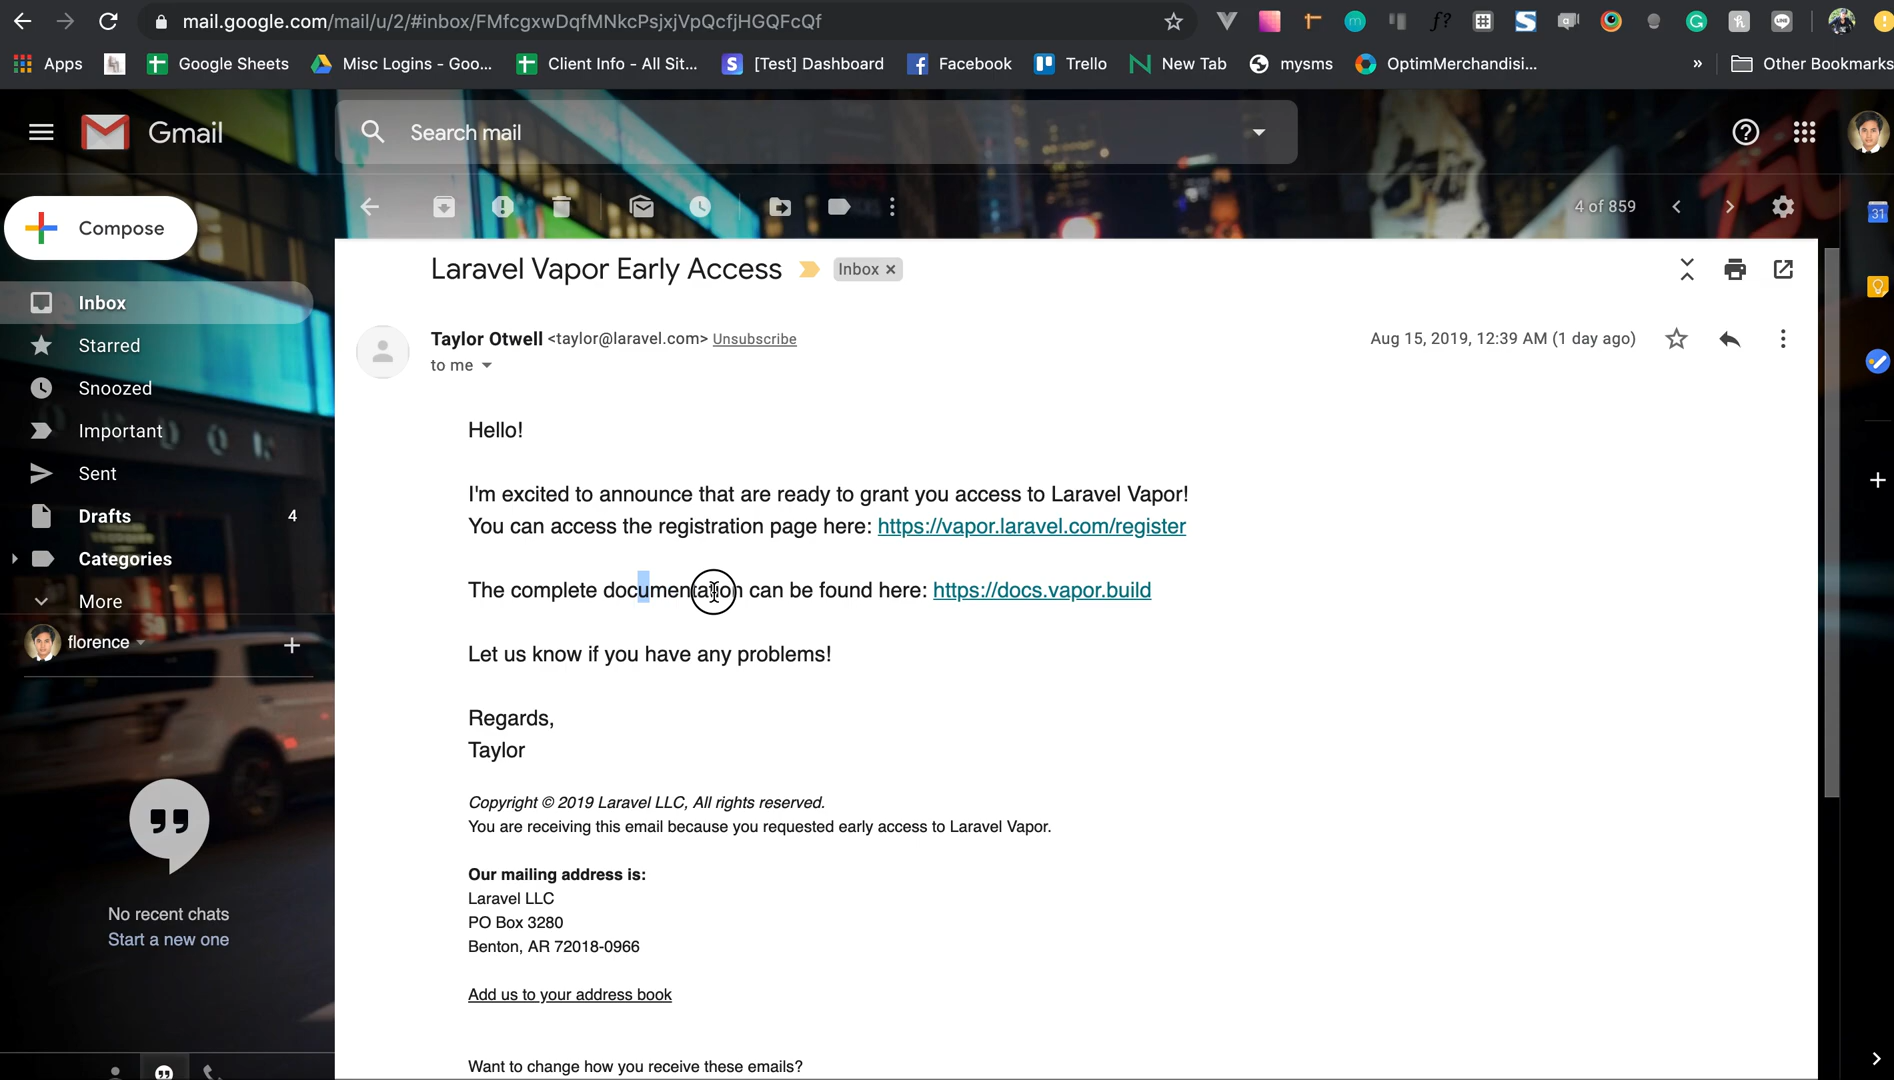 mail.google.com/mail/u/2/#inbox/FMfcgxwDqfMNkcPsjxjVpQcfjHGQFcQf
Apps
Google Sheets
Misc Logins - Goo...
Client Info - All Sit...
[Test] Dashboard
Facebook
Trello
New Tab
mysms
OptimMerchandisi...
»
Other Bookmarks
Gmail
Search mail
Compose
4 of 859
Inbox
Starred
Snoozed
Important
Sent
Drafts 4
Categories
More
florence
No recent chats
Start a new one
Laravel Vapor Early Access
Inbox ×
Taylor Otwell <taylor@laravel.com> Unsubscribe
Aug 15, 2019, 12:39 AM (1 day ago)
to me
Hello!
I'm excited to announce that are ready to grant you access to Laravel Vapor!
You can access the registration page here: https://vapor.laravel.com/register
The complete documentation can be found here: https://docs.vapor.build
Let us know if you have any problems!
Regards,
Taylor
Copyright © 2019 Laravel LLC, All rights reserved.
You are receiving this email because you requested early access to Laravel Vapor.
Our mailing address is:
Laravel LLC
PO Box 3280
Benton, AR 72018-0966
Add us to your address book
Want to change how you receive these emails?
31